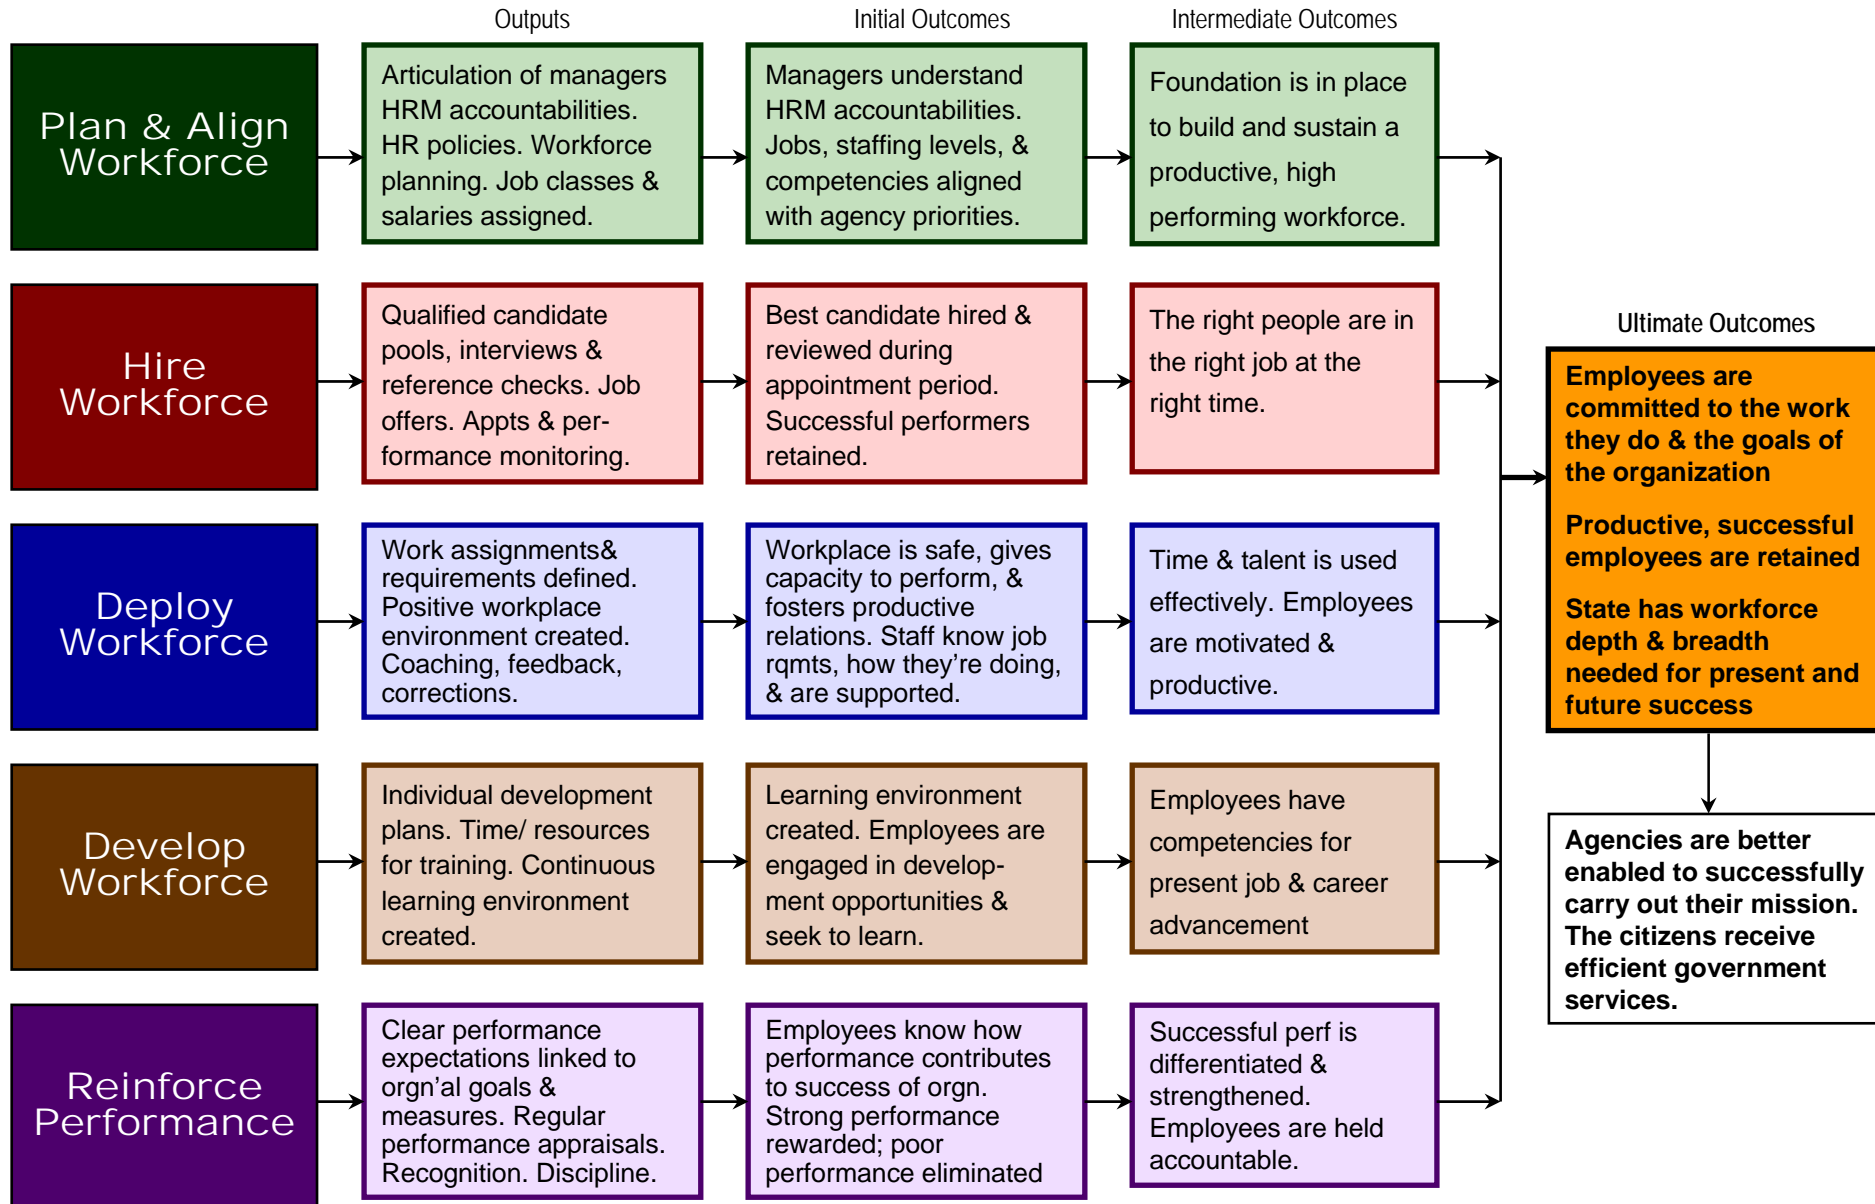 Outputs
Initial Outcomes
Intermediate Outcomes
Plan & Align
Workforce
Articulation of managers
HRM accountabilities.
HR policies. Workforce
planning. Job classes &
salaries assigned.
Managers understand
HRM accountabilities.
Jobs, staffing levels, &
competencies aligned
with agency priorities.
Foundation is in place
to build and sustain a
productive, high
performing workforce.
Hire
Workforce
Qualified candidate
pools, interviews &
reference checks. Job
offers. Appts & per-
formance monitoring.
Best candidate hired &
reviewed during
appointment period.
Successful performers
retained.
The right people are in
the right job at the
right time.
Deploy
Workforce
Work assignments&
requirements defined.
Positive workplace
environment created.
Coaching, feedback,
corrections.
Workplace is safe, gives
capacity to perform, &
fosters productive
relations. Staff know job
rqmts, how they’re doing,
& are supported.
Time & talent is used
effectively. Employees
are motivated &
productive.
Develop
Workforce
Individual development
plans. Time/ resources
for training. Continuous
learning environment
created.
Learning environment
created. Employees are
engaged in develop-
ment opportunities &
seek to learn.
Employees have
competencies for
present job & career
advancement
Reinforce
Performance
Clear performance
expectations linked to
orgn’al goals &
measures. Regular
performance appraisals.
Recognition. Discipline.
Employees know how
performance contributes
to success of orgn.
Strong performance
rewarded; poor
performance eliminated
Successful perf is
differentiated &
strengthened.
Employees are held
accountable.
Ultimate Outcomes
Employees are
committed to the work
they do & the goals of
the organization
Productive, successful
employees are retained
State has workforce
depth & breadth
needed for present and
future success
Agencies are better
enabled to successfully
carry out their mission.
The citizens receive
efficient government
services.